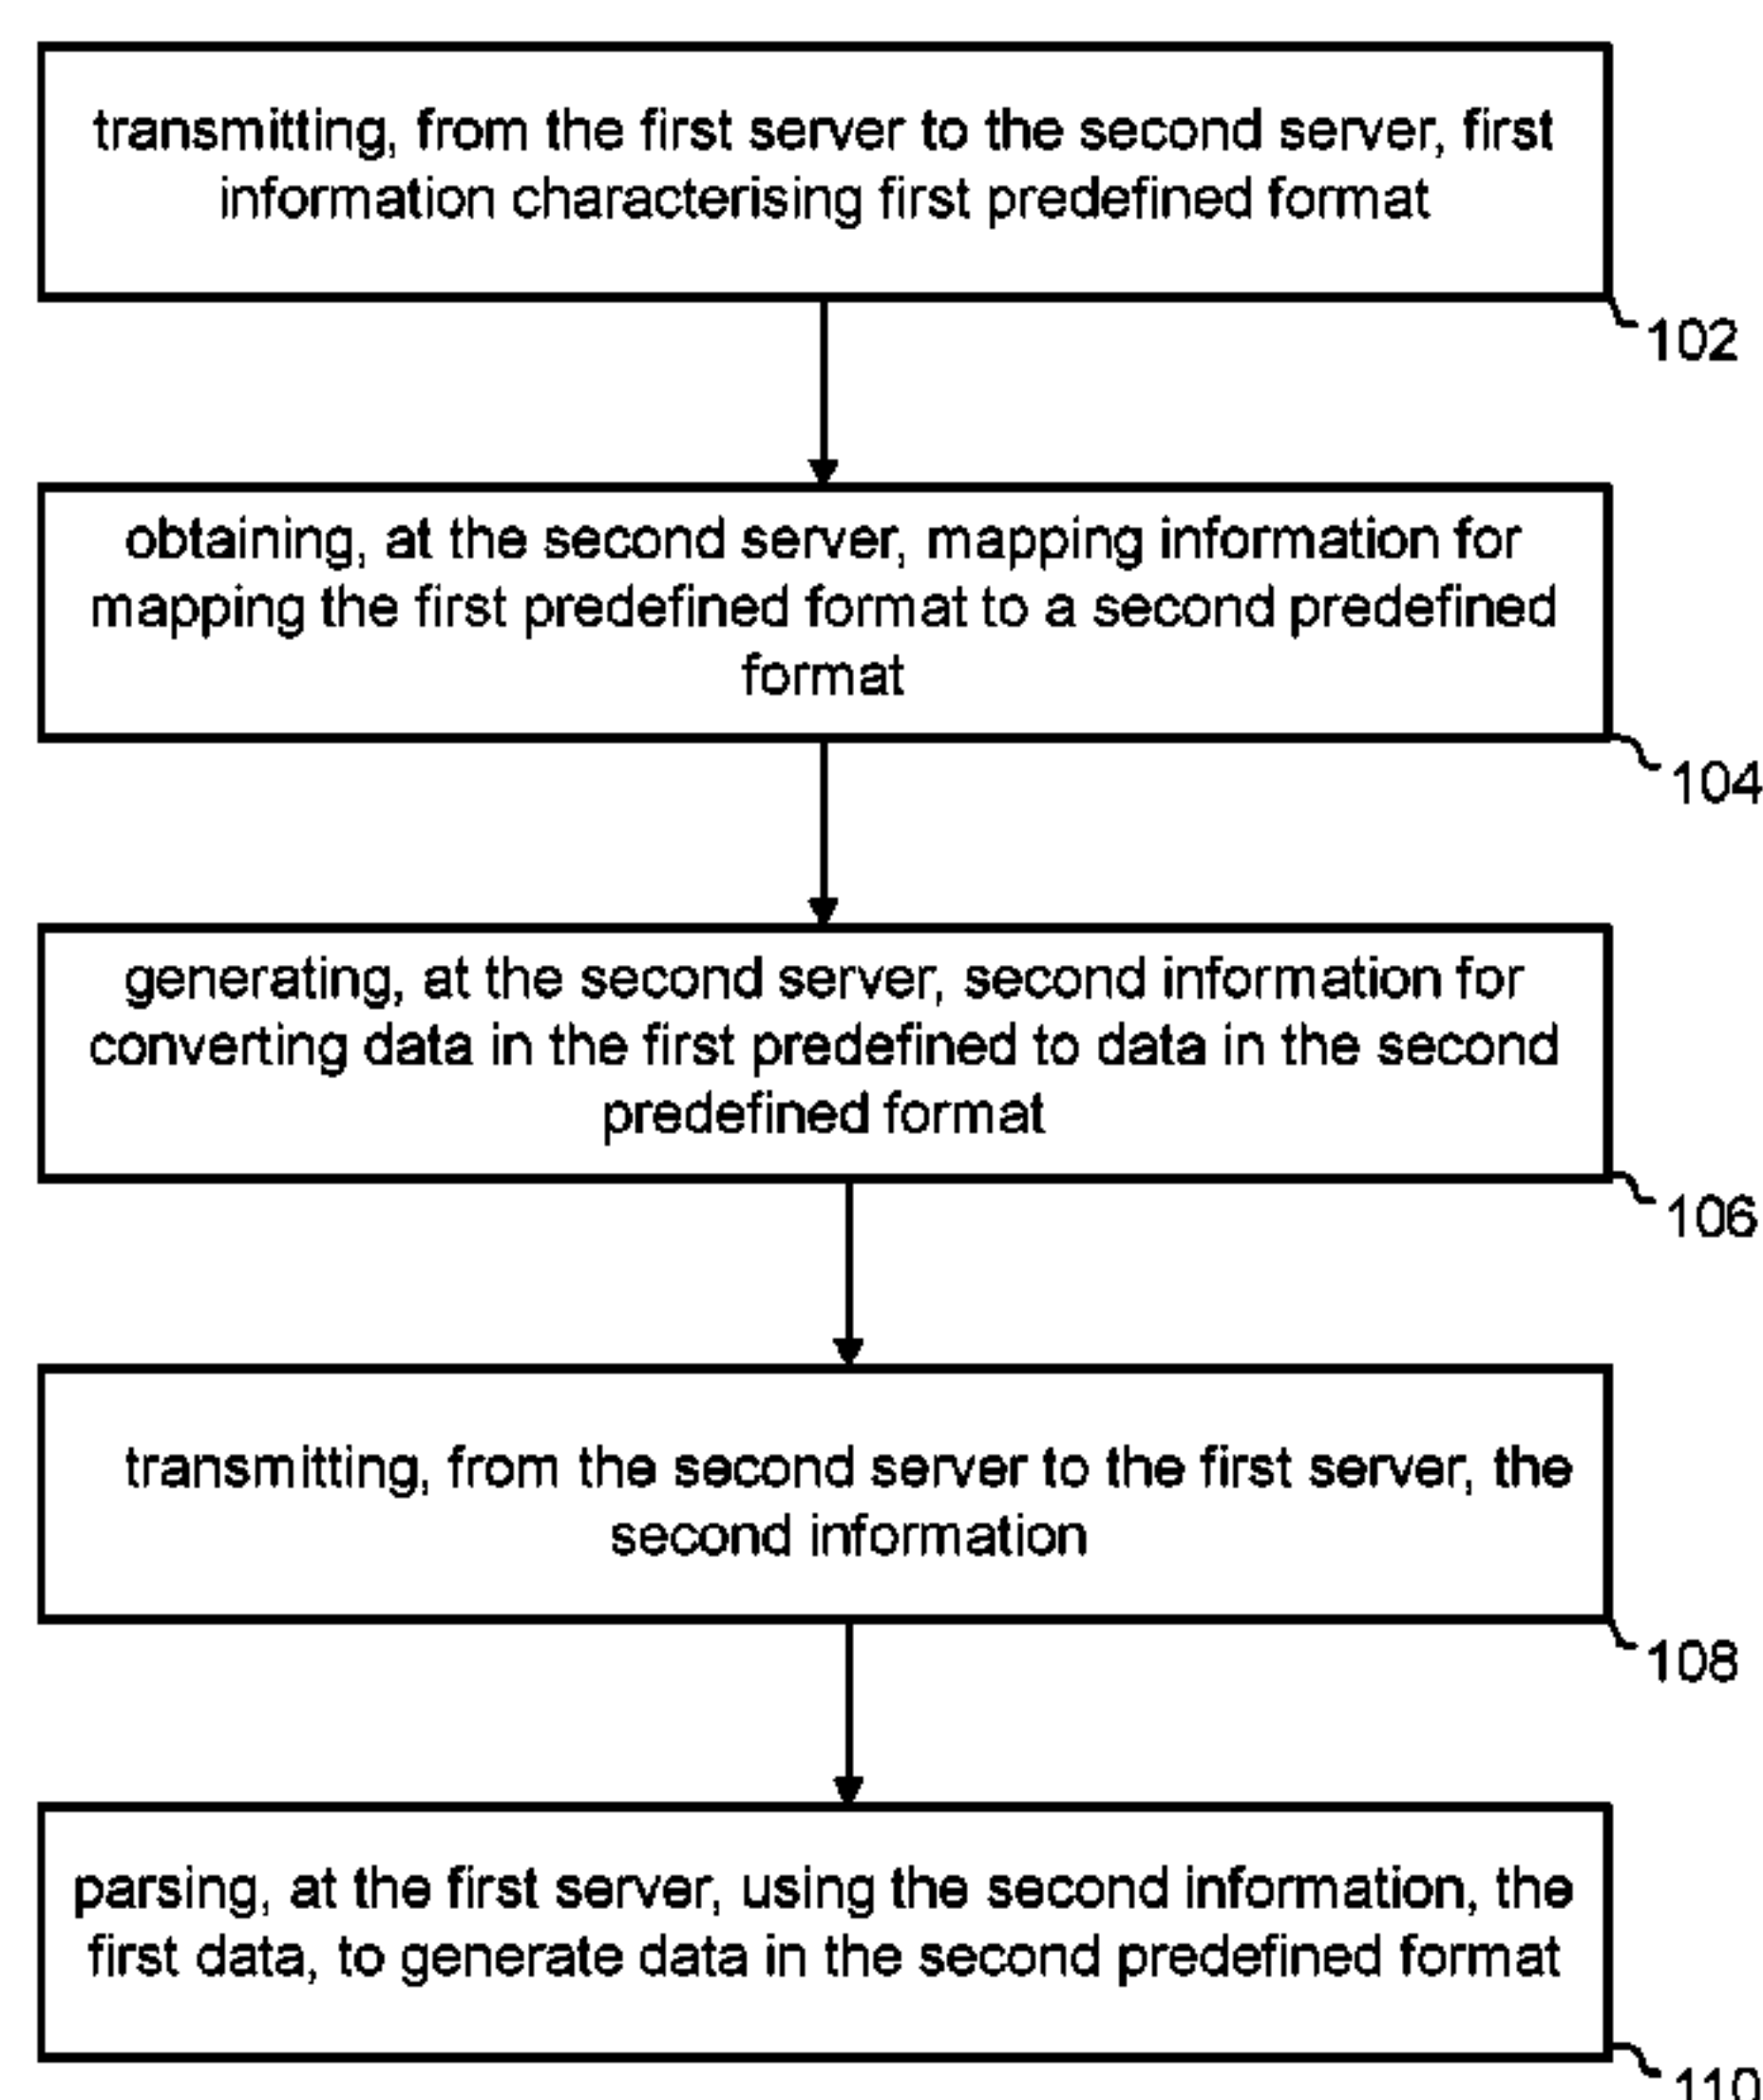 transmitting, from the first server to the second server, first
information characterising first predefined format
102
obtaining, at the second server, mapping information for
mapping the first predefined format to a second predefined
format
104
generating, at the second server, second information for
converting data in the first predefined to data in the second
predefined format
106
transmitting, from the second server to the first server, the
second information
108
parsing, at the first server, using the second information, the
first data, to generate data in the second predefined format
110